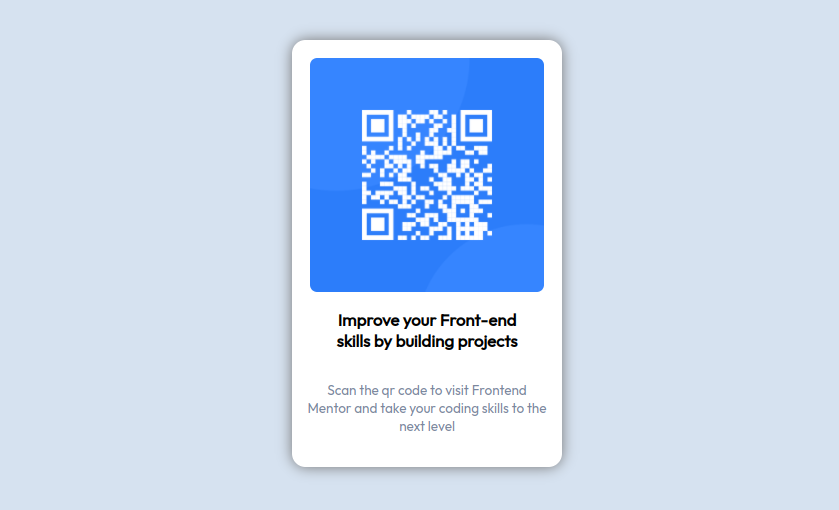 Improve your Front-end
skills by building projects
Scan the qr code to visit Frontend
Mentor and take your coding skills to the
next level